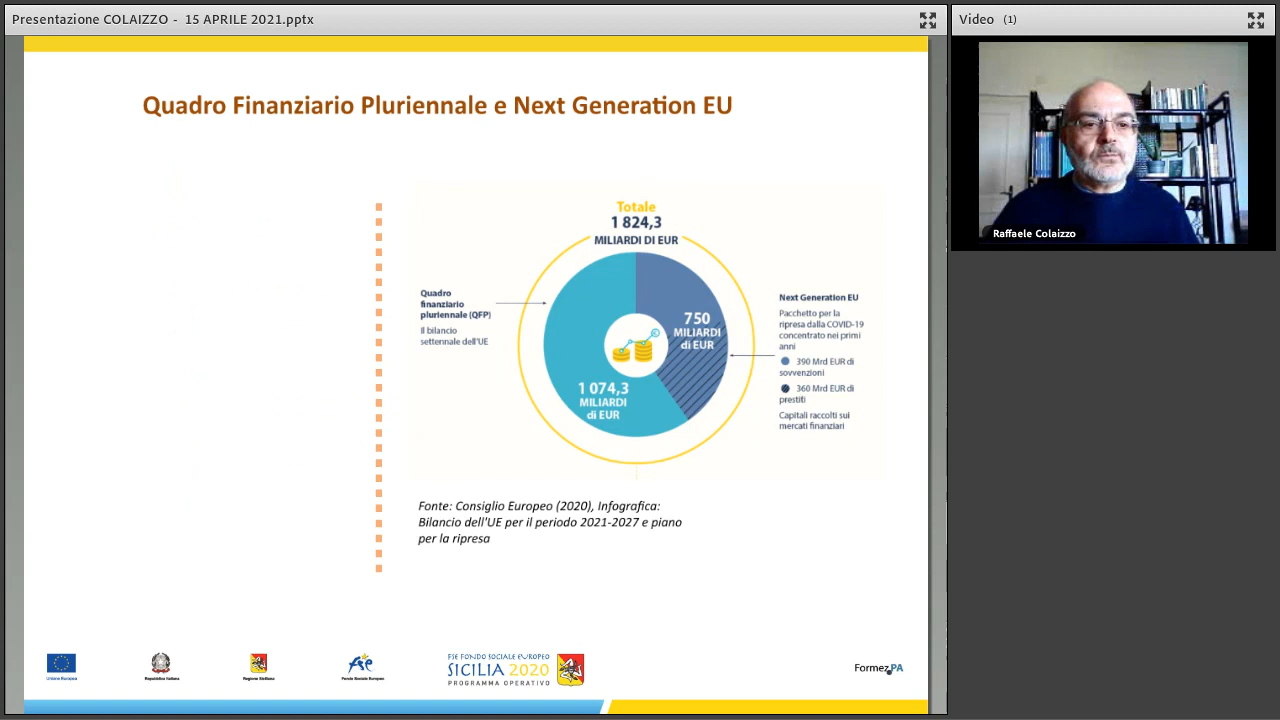 Presentazione COLAIZZO - 15 APRILE 2021.pptx
Video (1)
Raffaele Colaizzo
Quadro Finanziario Pluriennale e Next Generation EU
Totale
1 824,3
MILIARDI DI EUR
Quadro
finanziario
pluriennale (QFP)
Il bilancio
settennale dell'UE
750
MILIARDI
di EUR
1 074,3
MILIARDI
di EUR
Next Generation EU
Pacchetto per la
ripresa dalla COVID-19
concentrato nei primi
anni
390 Mrd EUR di
sovvenzioni
360 Mrd EUR di
prestiti
Capitali raccolti sui
mercati finanziari
Fonte: Consiglio Europeo (2020), Infografica:
Bilancio dell'UE per il periodo 2021-2027 e piano
per la ripresa
Unione Europea
Repubblica Italiana
Regione Siciliana
fse
Fondo Sociale Europeo
FSE FONDO SOCIALE EUROPEO
SICILIA 2020
PROGRAMMA OPERATIVO
FormezPA